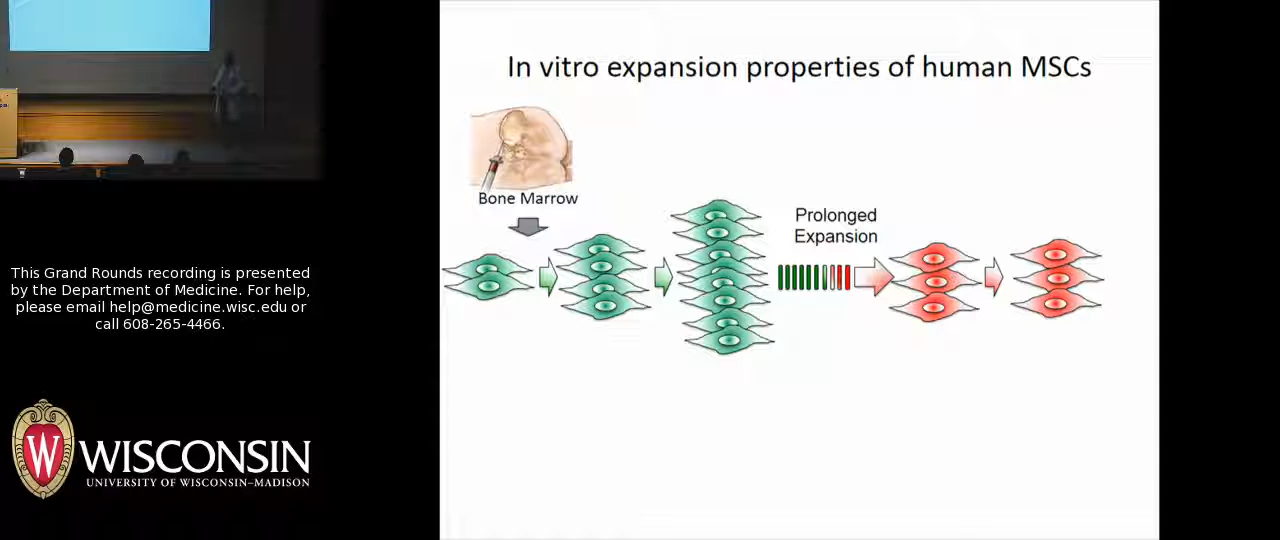 In vitro expansion properties of human MSCs
Bone Marrow
Prolonged
Expansion
This Grand Rounds recording is presented
by the Department of Medicine. For help,
please email help@medicine.wisc.edu or
call 608-265-4466.
W
WISCONSIN
UNIVERSITY OF WISCONSIN–MADISON